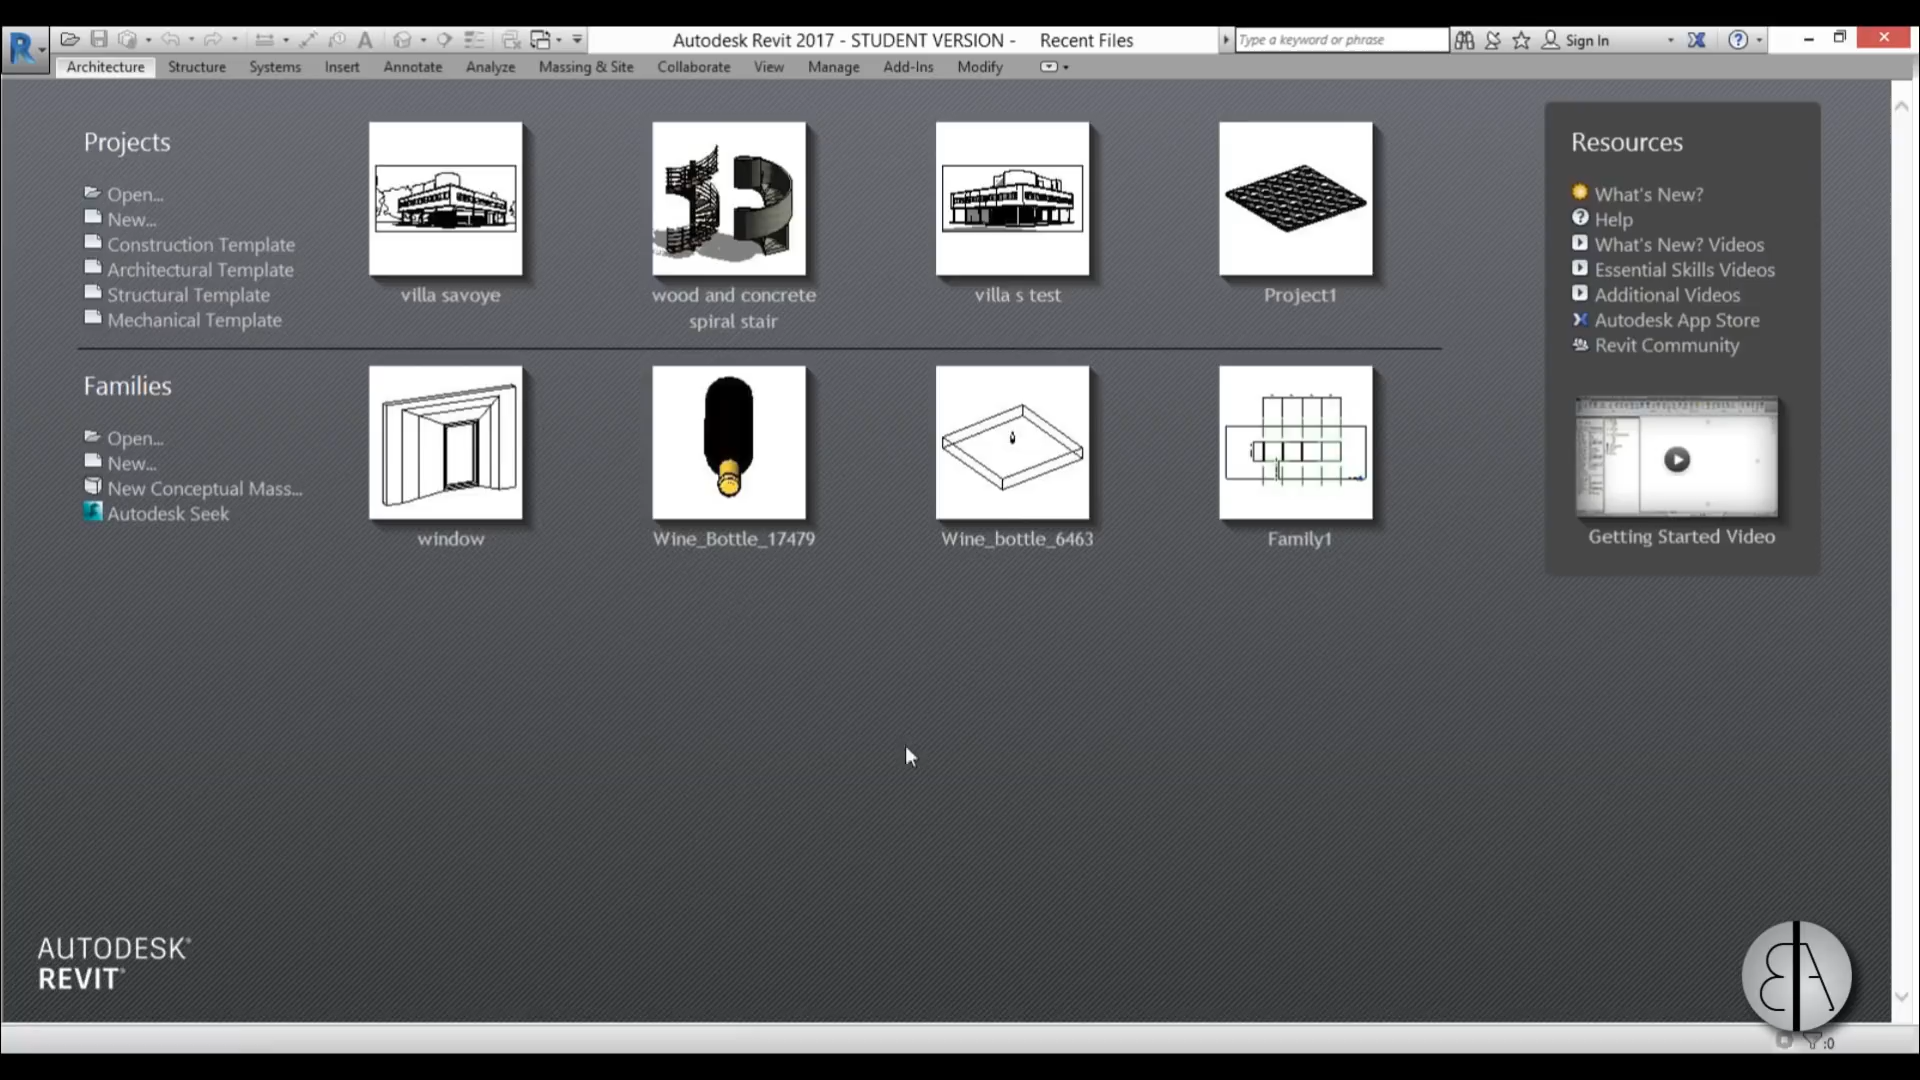 Autodesk Revit 2017 - STUDENT VERSION - Recent Files
Type a keyword or phrase
Sign In
Architecture Structure Systems Insert Annotate Analyze Massing & Site Collaborate View Manage Add-Ins Modify
Projects
Open...
New...
Construction Template
Architectural Template
Structural Template
Mechanical Template
villa savoye
wood and concrete
spiral stair
villa s test
Project1
Families
Open...
New...
New Conceptual Mass...
Autodesk Seek
window
Wine_Bottle_17479
Wine_bottle_6463
Family1
Resources
What's New?
Help
What's New? Videos
Essential Skills Videos
Additional Videos
Autodesk App Store
Revit Community
Getting Started Video
AUTODESK®
REVIT®
:0